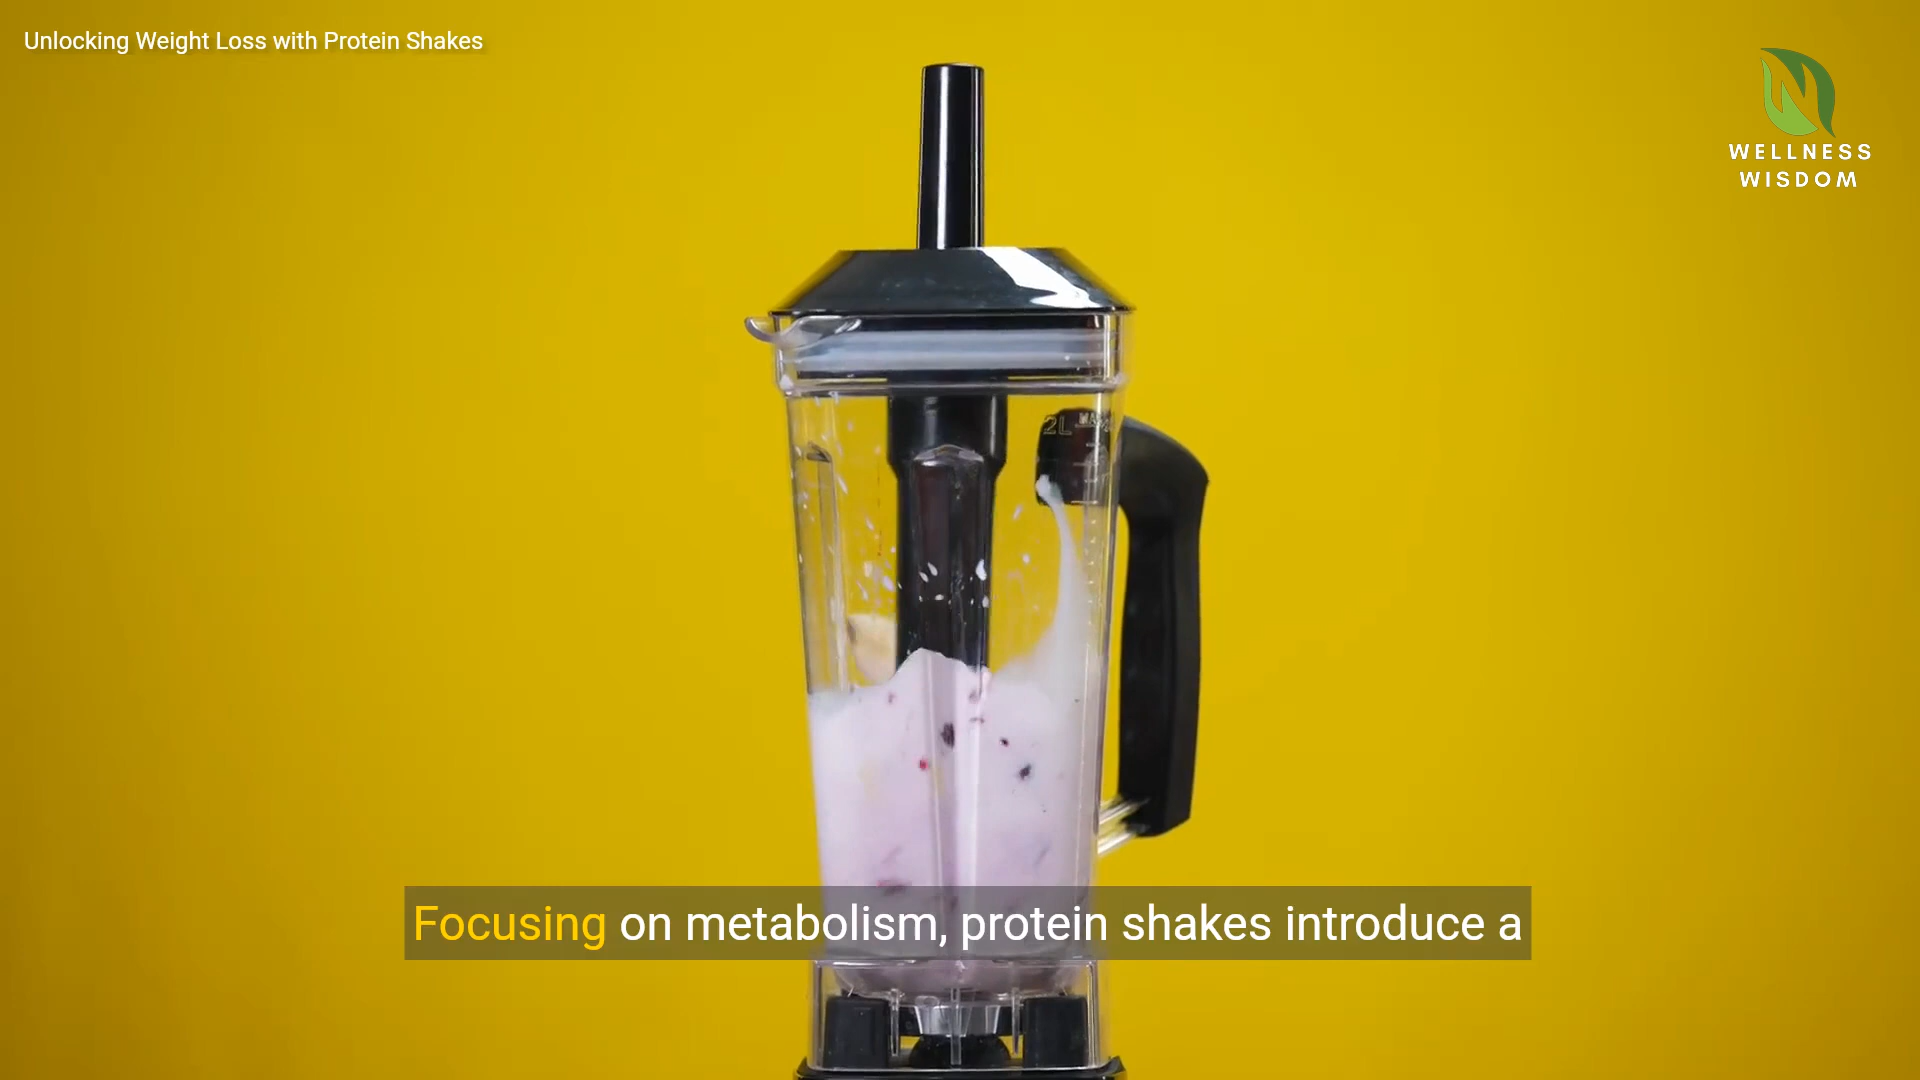 Unlocking Weight Loss with Protein Shakes
WELLNESS
WISDOM
2L
Focusing on metabolism, protein shakes introduce a